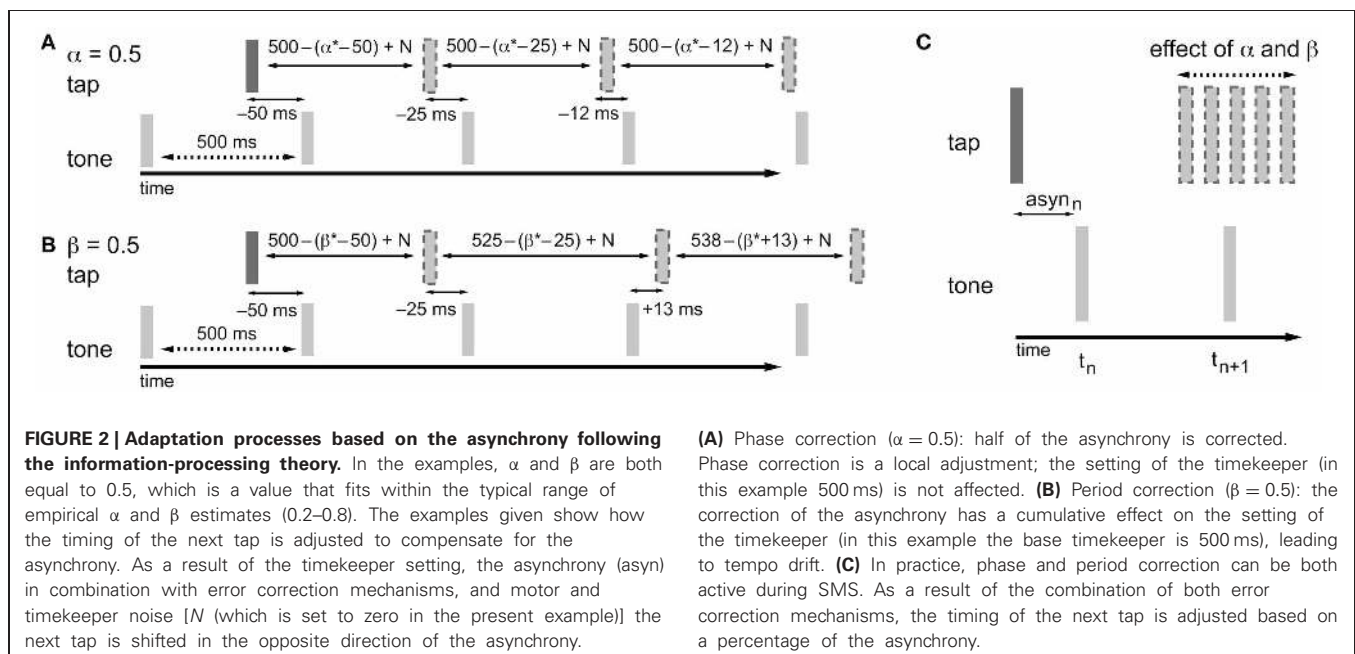 A
α = 0.5
tap
500–(α*–50) + N
500–(α*–25) + N
500–(α*–12) + N
–50 ms
–25 ms
–12 ms
500 ms
tone
time
B β = 0.5
tap
500–(β*–50) + N
525–(β*–25) + N
538–(β*+13) + N
–50 ms
–25 ms
+13 ms
500 ms
tone
time
C
effect of α and β
tap
asynₙ
tone
time
tₙ
tₙ₊₁
FIGURE 2 | Adaptation processes based on the asynchrony following
the information-processing theory. In the examples, α and β are both
equal to 0.5, which is a value that fits within the typical range of
empirical α and β estimates (0.2–0.8). The examples given show how
the timing of the next tap is adjusted to compensate for the
asynchrony. As a result of the timekeeper setting, the asynchrony (asyn)
in combination with error correction mechanisms, and motor and
timekeeper noise [N (which is set to zero in the present example)] the
next tap is shifted in the opposite direction of the asynchrony.
(A) Phase correction (α = 0.5): half of the asynchrony is corrected.
Phase correction is a local adjustment; the setting of the timekeeper (in
this example 500 ms) is not affected. (B) Period correction (β = 0.5): the
correction of the asynchrony has a cumulative effect on the setting of
the timekeeper (in this example the base timekeeper is 500 ms), leading
to tempo drift. (C) In practice, phase and period correction can be both
active during SMS. As a result of the combination of both error
correction mechanisms, the timing of the next tap is adjusted based on
a percentage of the asynchrony.